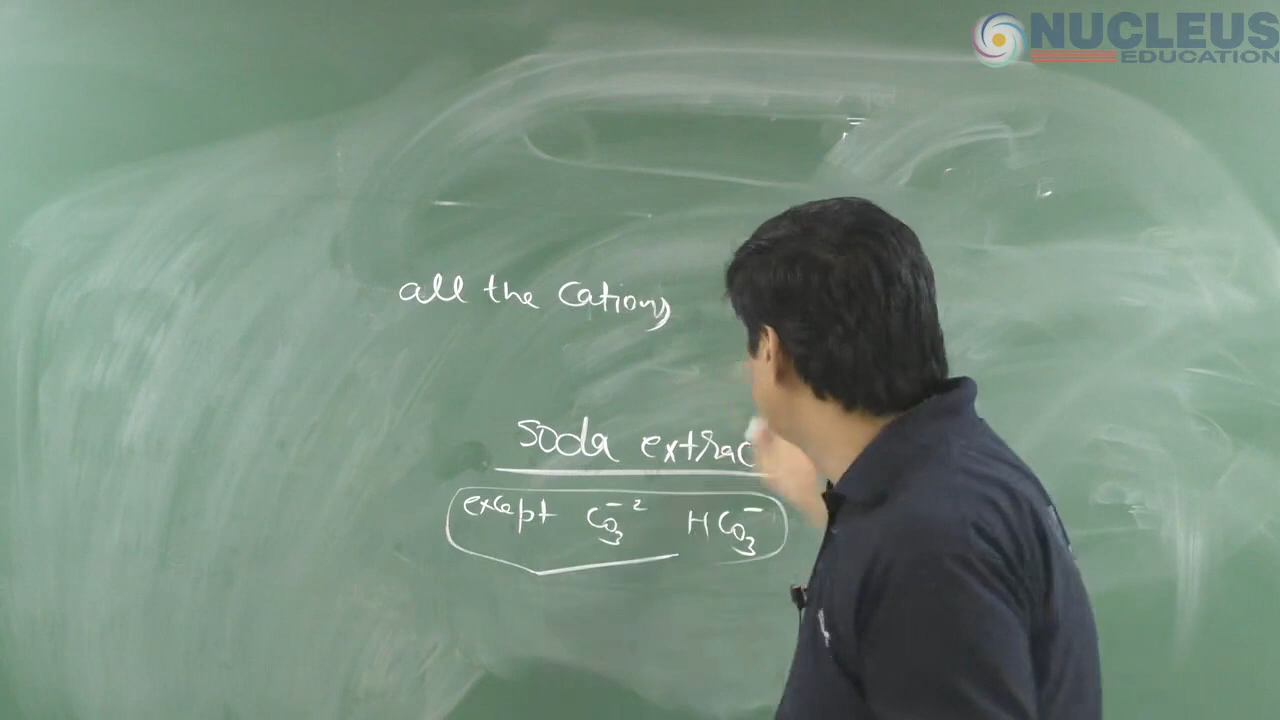 NUCLEUS
EDUCATION
all the Cations
soda extrac
except CO₃⁻² HCO₃⁻